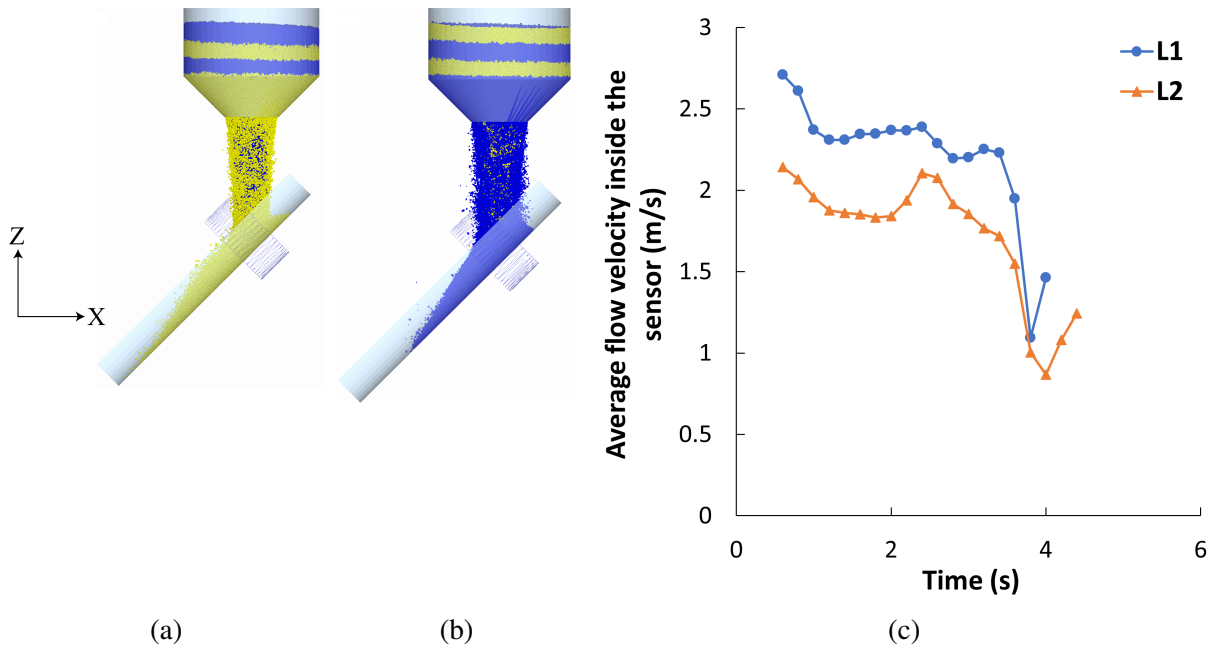 Z
X
Average flow velocity inside the
sensor (m/s)
3
2.5
2
1.5
1
0.5
0
0 2 4 6
Time (s)
L1
L2
(a) (b) (c)